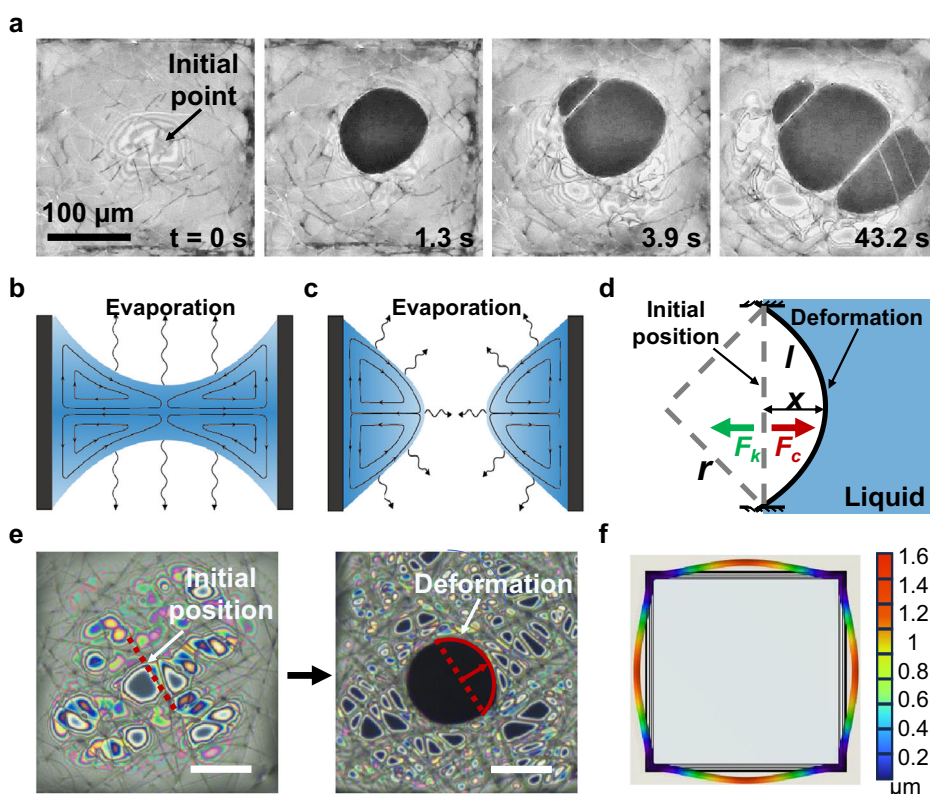 a
Initial
point
100 µm
t = 0 s
1.3 s
3.9 s
43.2 s
b
Evaporation
c
Evaporation
d
Initial
position
Deformation
l
x
F_k
F_c
r
Liquid
e
Initial
position
Deformation
f
1.6
1.4
1.2
1
0.8
0.6
0.4
0.2
µm